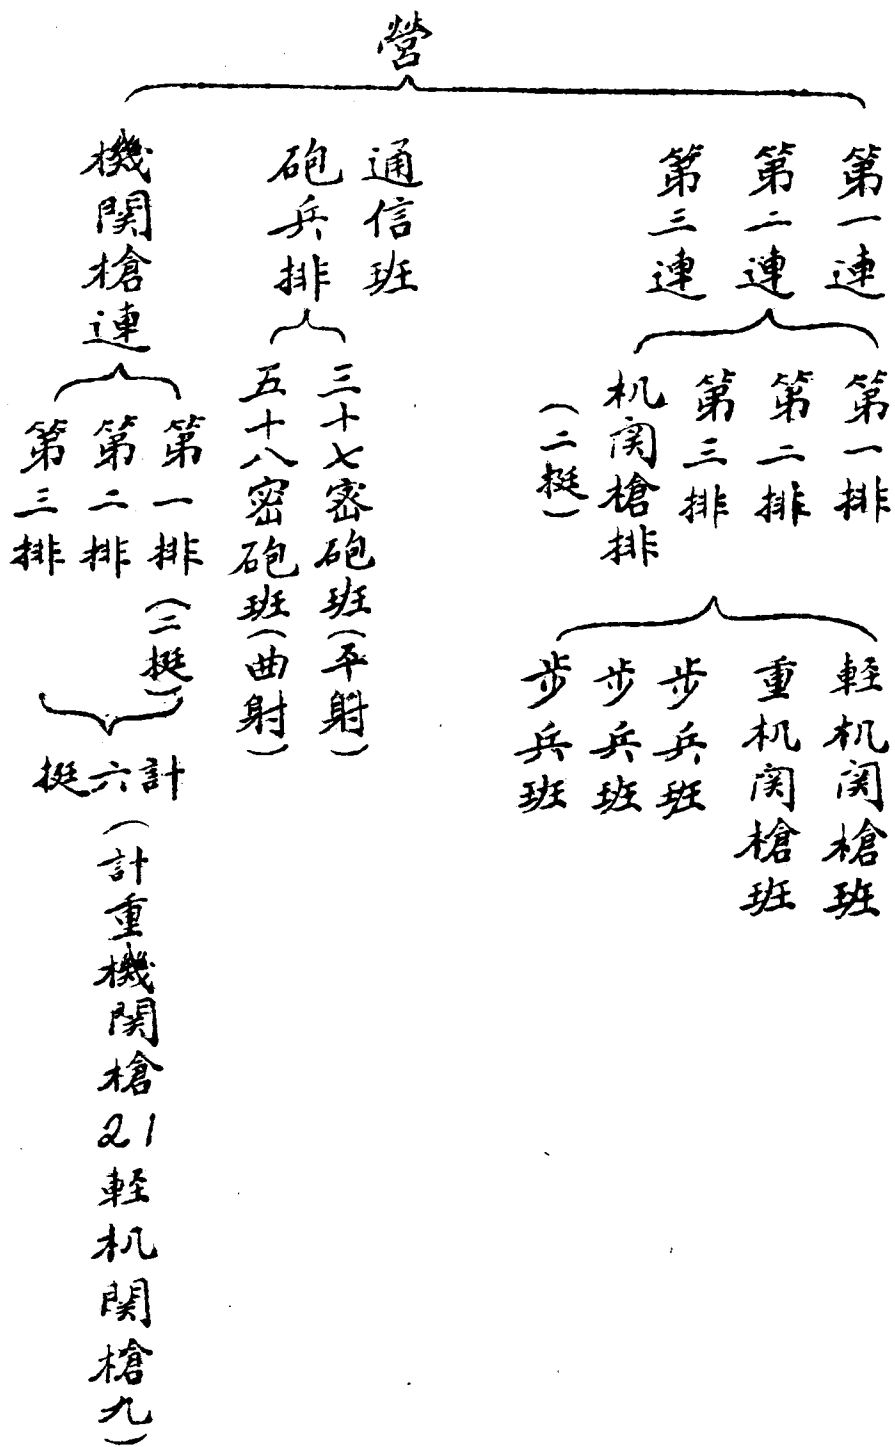 營
第一連
第二連
第三連
第一排
第二排
第三排
机関槍排
(二挺)
軽机関槍班
重机関槍班
步兵班
步兵班
步兵班
通信班
砲兵排
三十七密砲班(平射)
五十八密砲班(曲射)
機関槍連
第一排(二挺)
第二排
第三排
計六挺
(計重機関槍21軽机関槍九)